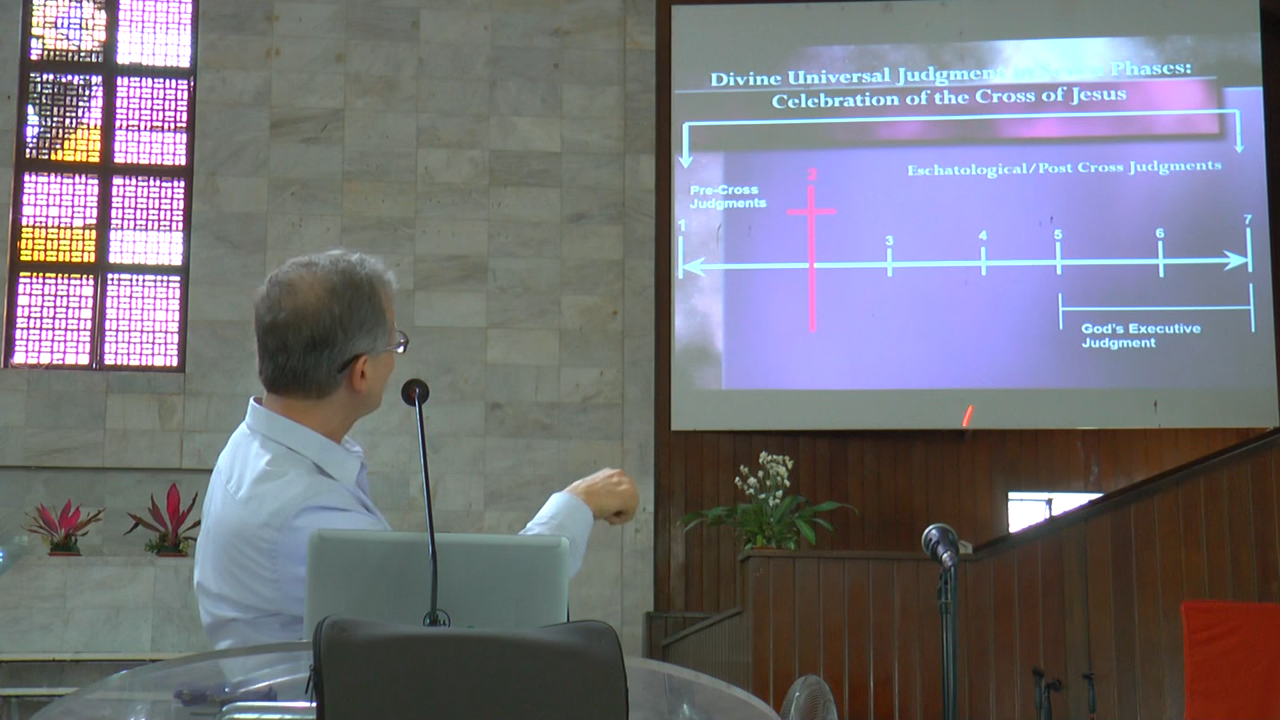 Divine Universal Judgment Phases:
Celebration of the Cross of Jesus
Eschatological/Post Cross Judgments
Pre-Cross
Judgments
1
2
3
4
5
6
7
God's Executive
Judgment